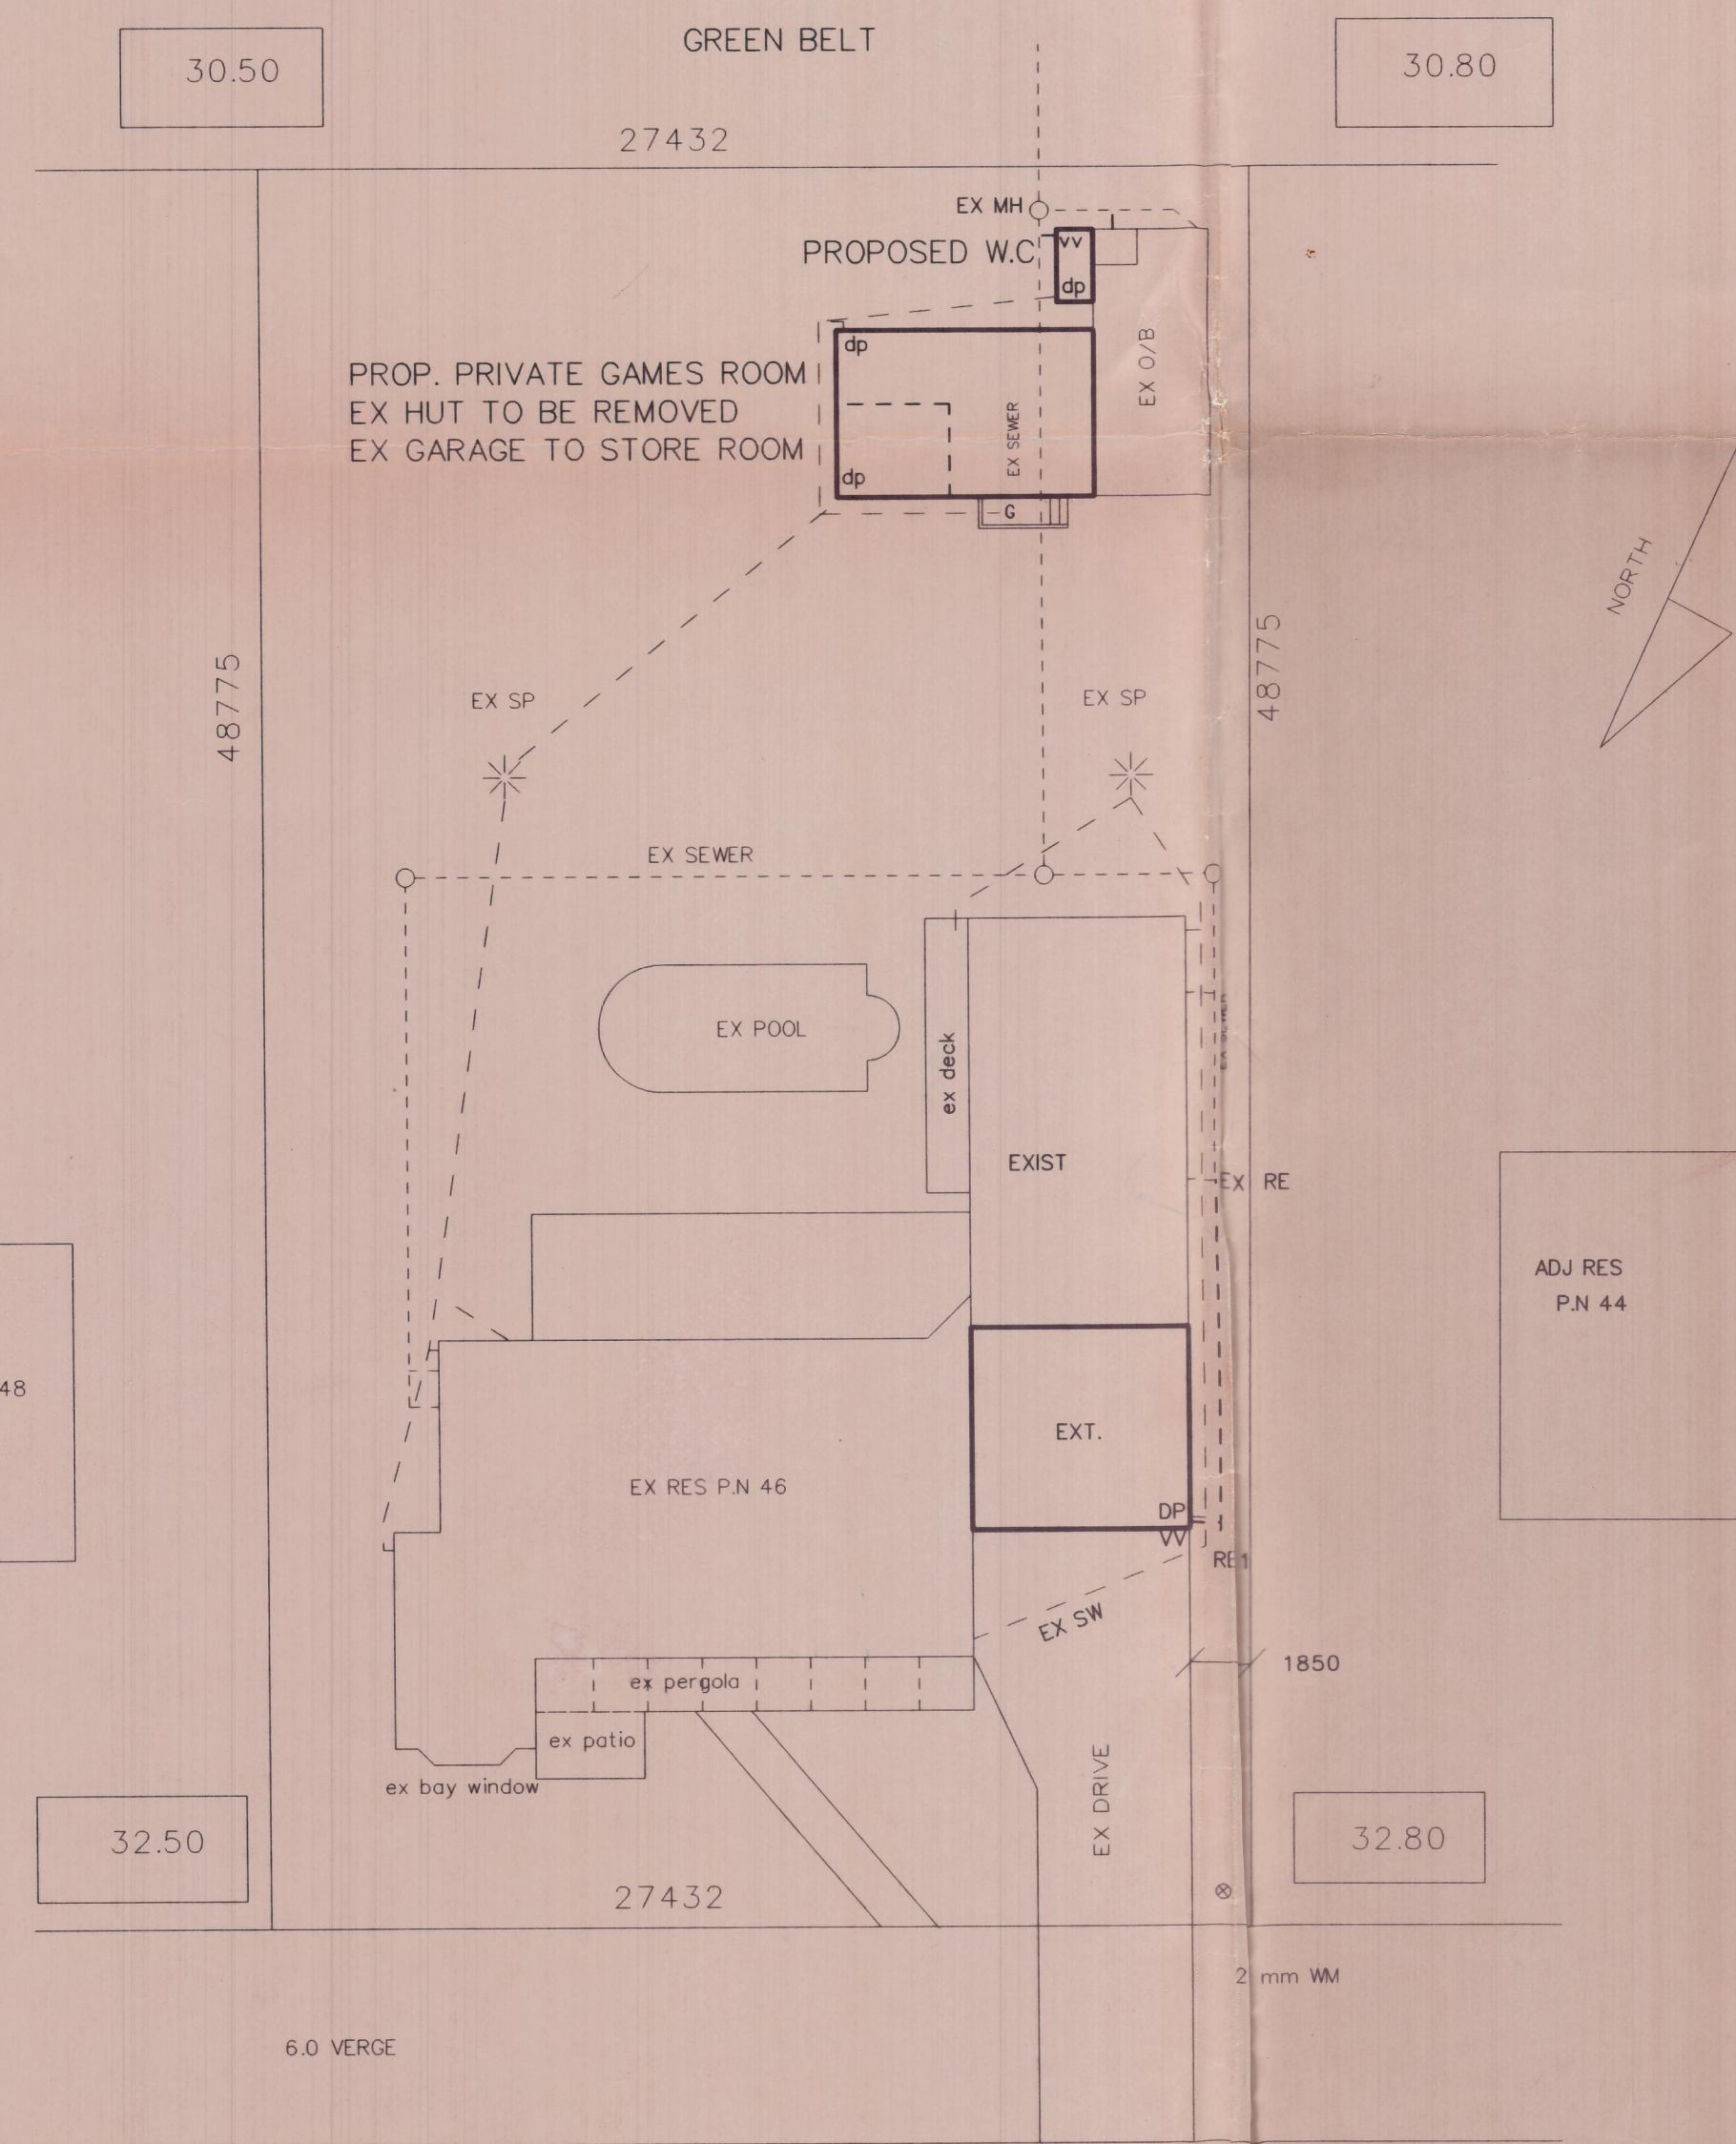 GREEN BELT
30.50
30.80
27432
EX MH
PROPOSED W.C
VV
dp
dp
EX O/B
PROP. PRIVATE GAMES ROOM
EX HUT TO BE REMOVED
EX GARAGE TO STORE ROOM
EX SEWER
dp
G
NORTH
48775
48775
EX SP
EX SP
EX SEWER
EX SEWER
EX POOL
ex deck
EXIST
EX RE
ADJ RES
P.N 44
48
EXT.
EX RES P.N 46
DP
VV
RE1
EX SW
1850
ex pergola
ex patio
ex bay window
EX DRIVE
32.50
32.80
27432
2 mm WM
6.0 VERGE